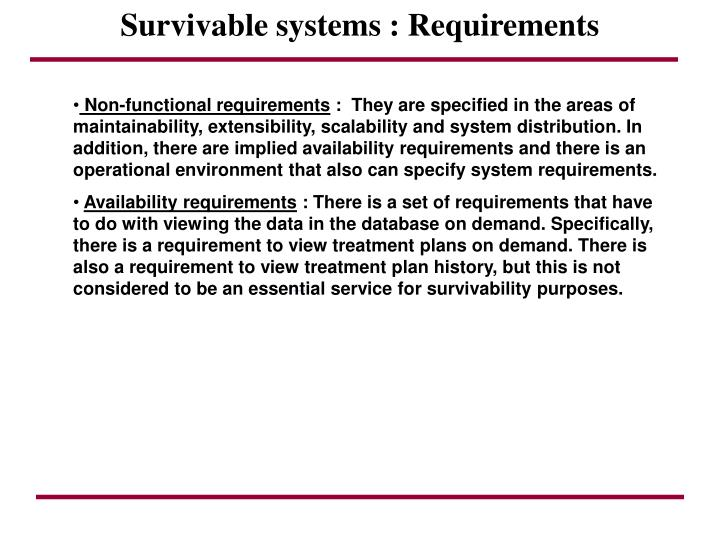 Survivable systems : Requirements
• Non-functional requirements :  They are specified in the areas of
maintainability, extensibility, scalability and system distribution. In
addition, there are implied availability requirements and there is an
operational environment that also can specify system requirements.
• Availability requirements : There is a set of requirements that have
to do with viewing the data in the database on demand. Specifically,
there is a requirement to view treatment plans on demand. There is
also a requirement to view treatment plan history, but this is not
considered to be an essential service for survivability purposes.